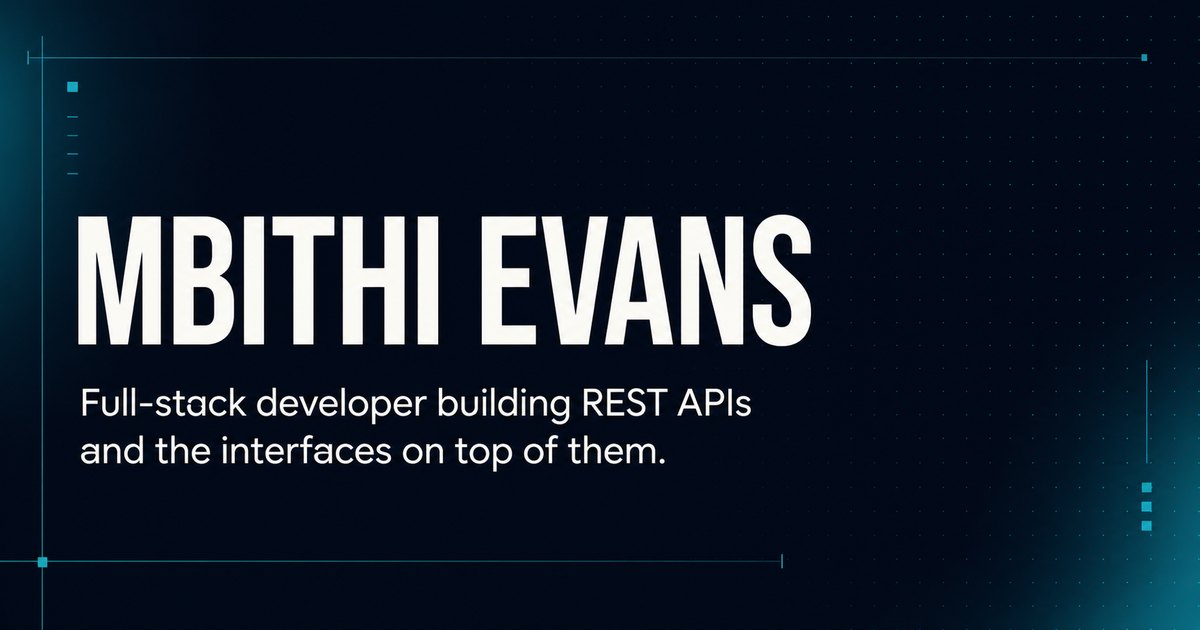 MBITHI EVANS
Full-stack developer building REST APIs
and the interfaces on top of them.